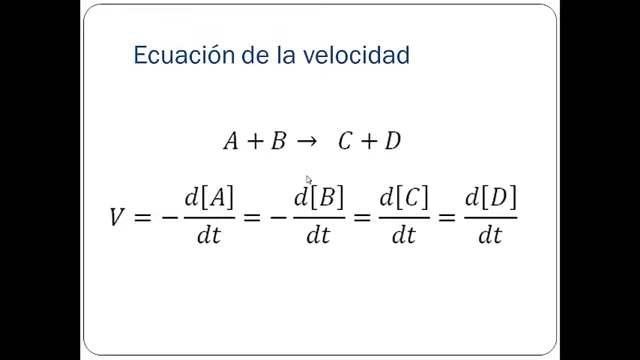 Ecuación de la velocidad
A + B → C + D
V = − d[A]/dt = − d[B]/dt = d[C]/dt = d[D]/dt